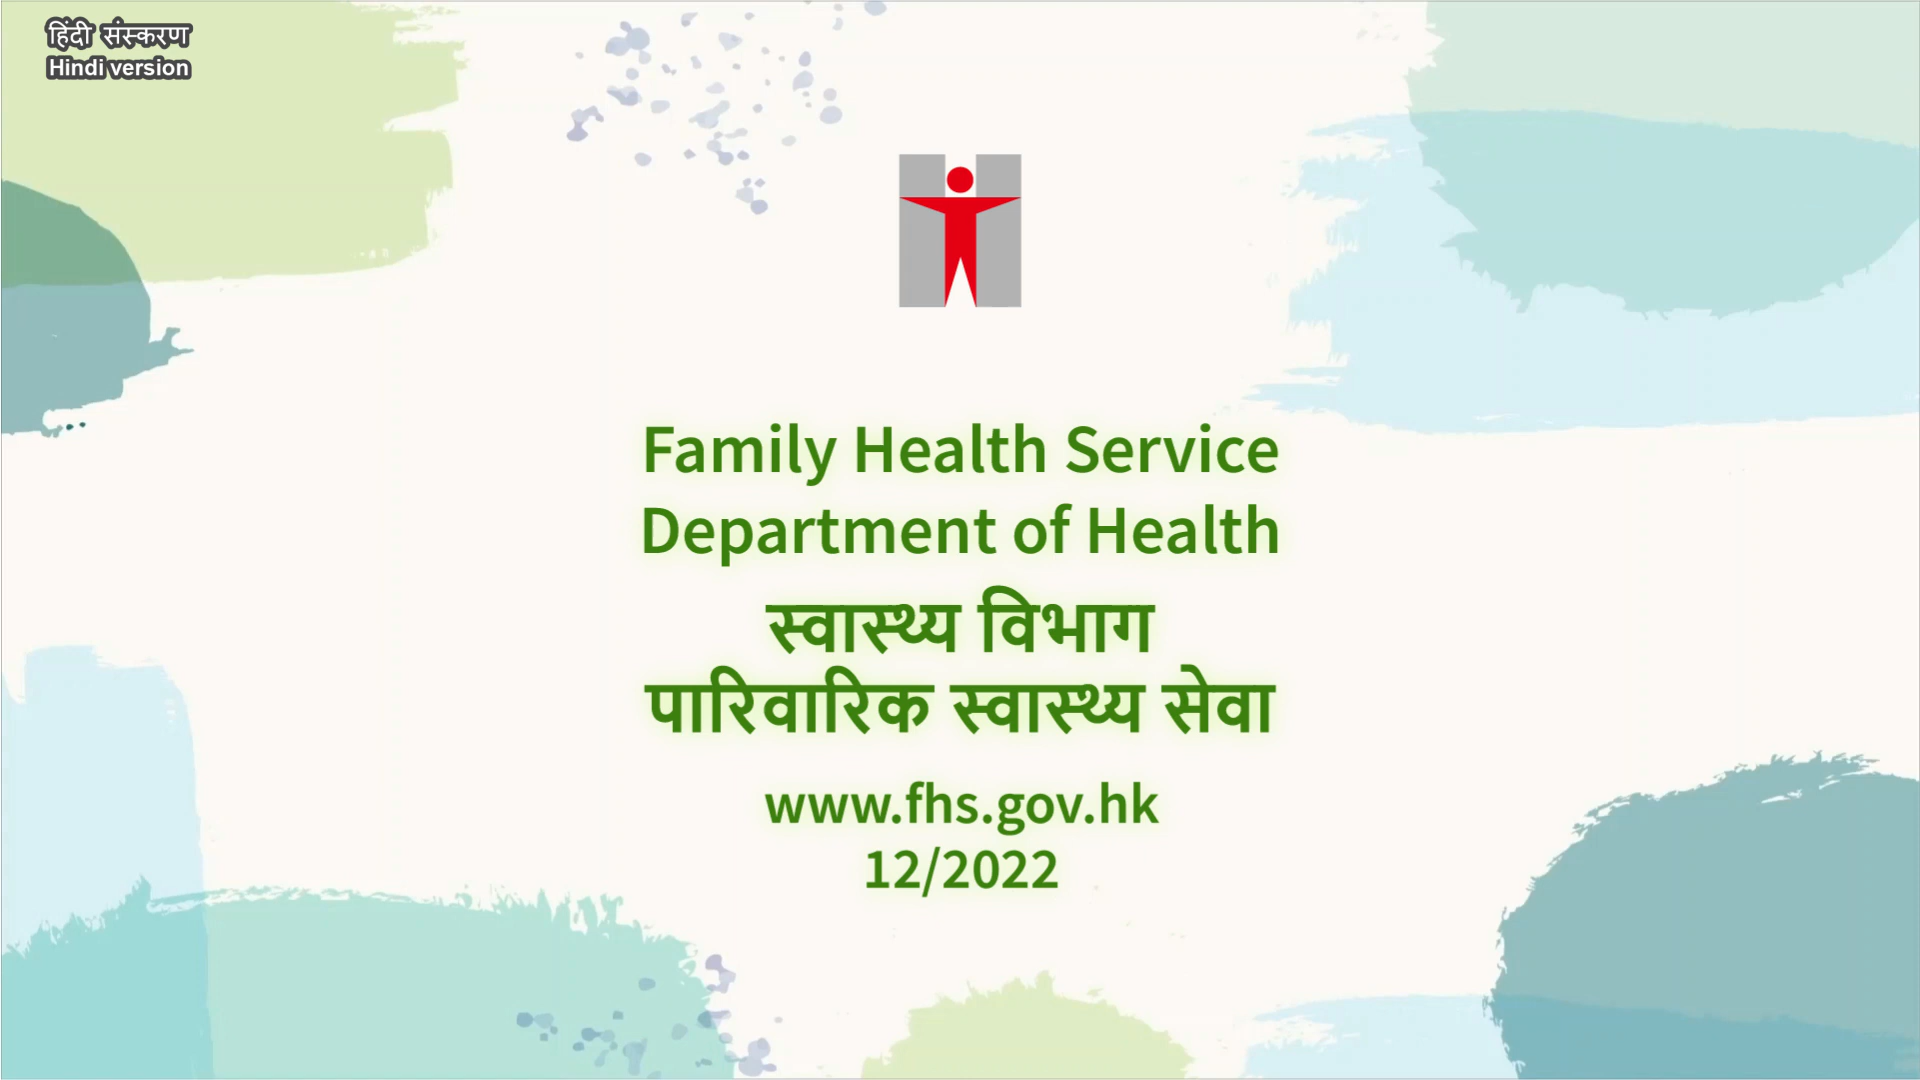 हिंदी संस्करण
Hindi version
Family Health Service
Department of Health
स्वास्थ्य विभाग
पारिवारिक स्वास्थ्य सेवा
www.fhs.gov.hk
12/2022